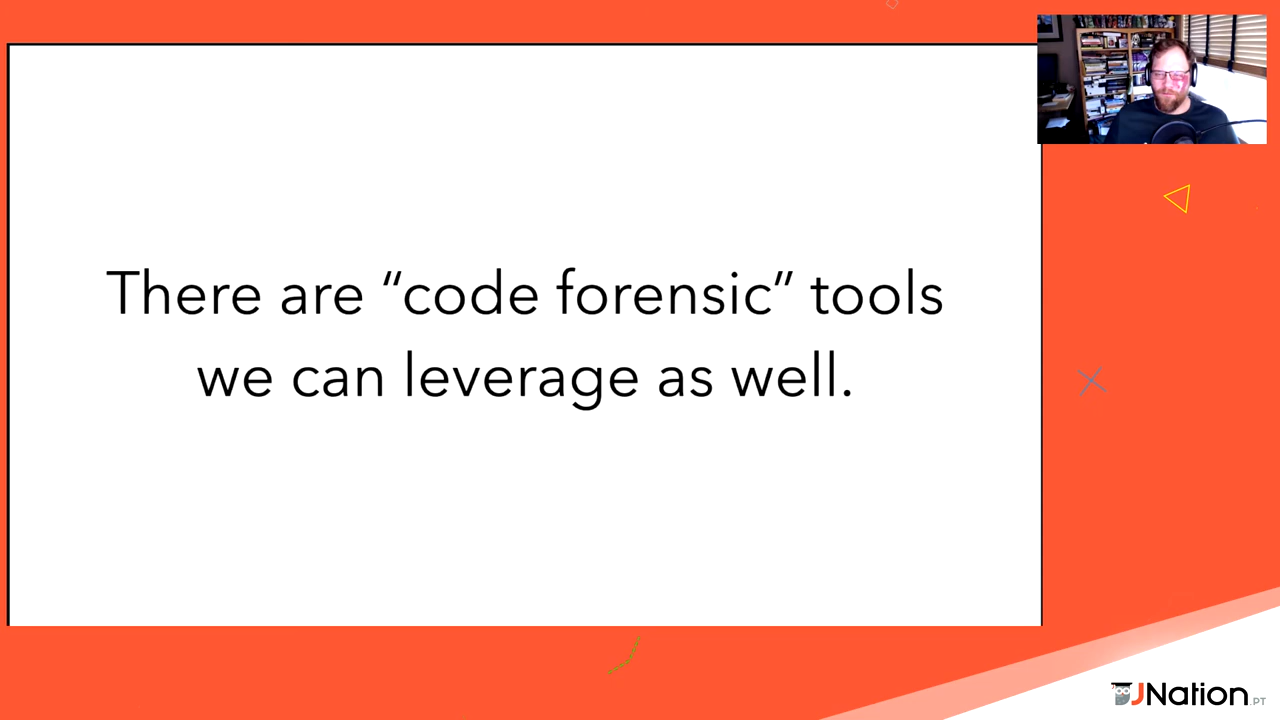 There are “code forensic” tools
we can leverage as well.
JNation.PT